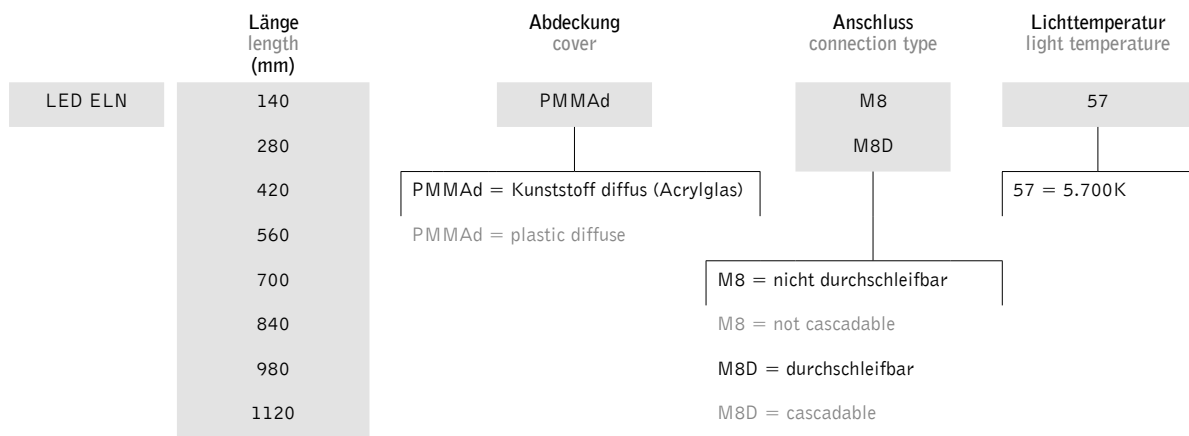 Länge Abdeckung Anschluss Lichttemperatur
length cover connection type light temperature
(mm)
LED ELN 140 PMMAd M8 57
280 M8D
420 PMMAd = Kunststoff diffus (Acrylglas) 57 = 5.700K
560 PMMAd = plastic diffuse
700 M8 = nicht durchschleifbar
840 M8 = not cascadable
980 M8D = durchschleifbar
1120 M8D = cascadable